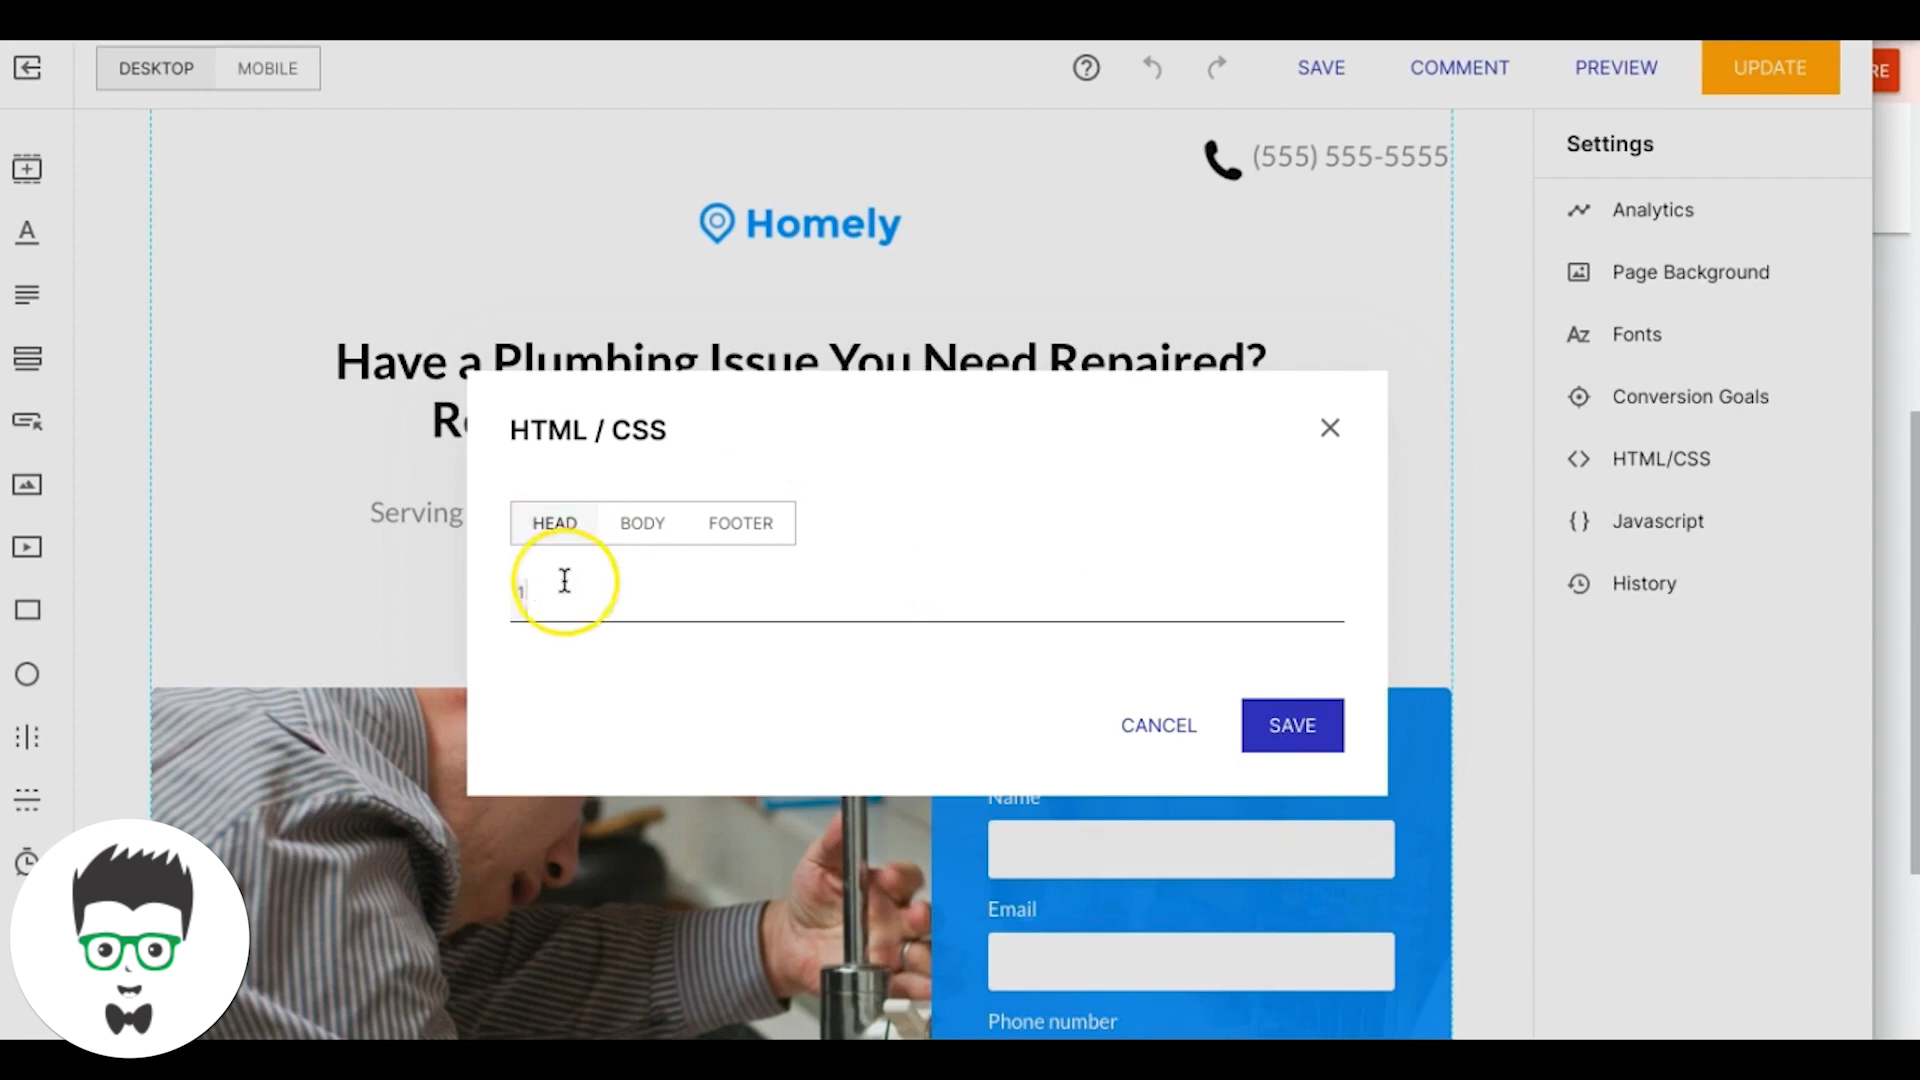 DESKTOP MOBILE SAVE COMMENT PREVIEW UPDATE RE
Settings
(555) 555-5555
Homely
Analytics
Page Background
Fonts
Conversion Goals
HTML/CSS
Javascript
History
Have a Plumbing Issue You Need Repaired?
Serving
HTML / CSS
HEAD BODY FOOTER
1
CANCEL SAVE
Name
Email
Phone number